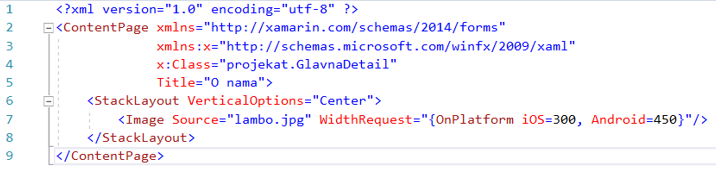 1 <?xml version="1.0" encoding="utf-8" ?>
2 <ContentPage xmlns="http://xamarin.com/schemas/2014/forms"
3 xmlns:x="http://schemas.microsoft.com/winfx/2009/xaml"
4 x:Class="projekat.GlavnaDetail"
5 Title="O nama">
6 <StackLayout VerticalOptions="Center">
7 <Image Source="lambo.jpg" WidthRequest="{OnPlatform iOS=300, Android=450}"/>
8 </StackLayout>
9 </ContentPage>